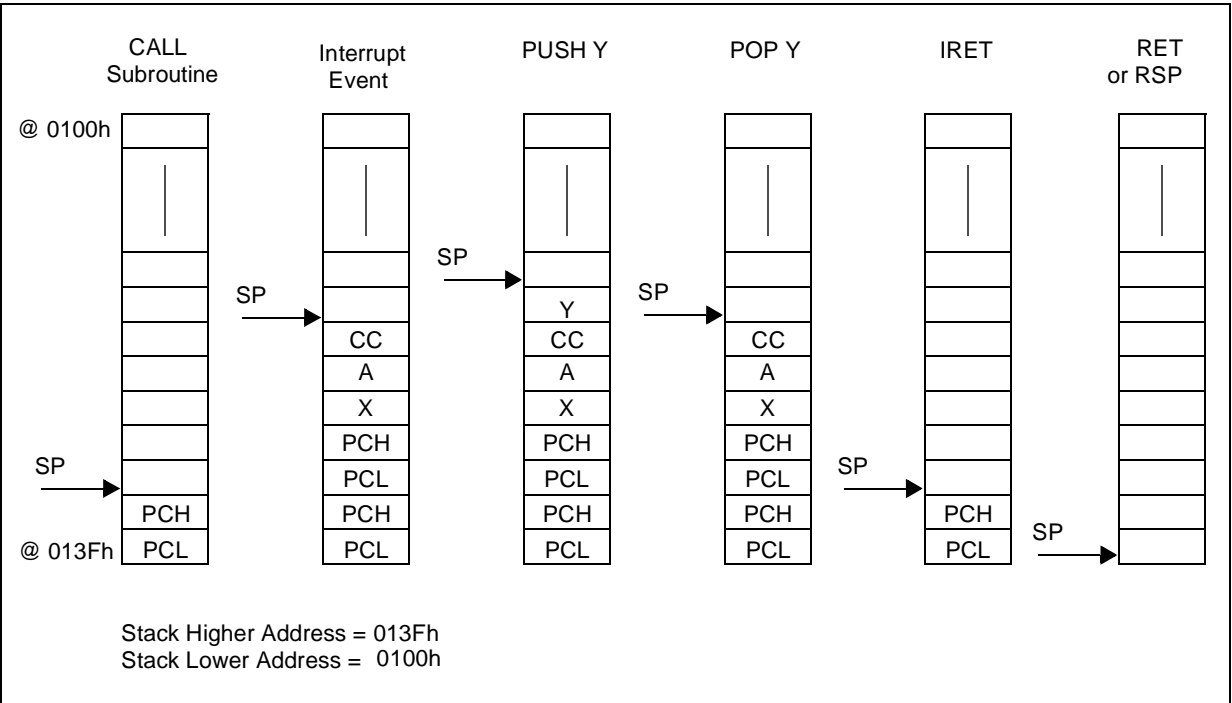 CALL
Subroutine
Interrupt
Event
PUSH Y
POP Y
IRET
RET
or RSP
@ 0100h
SP
SP
SP
Y
CC
CC
CC
A
A
A
X
X
X
PCH
PCH
PCH
SP
PCL
PCL
PCL
SP
PCH
PCH
PCH
PCH
PCH
@ 013Fh
PCL
PCL
PCL
PCL
PCL
SP
Stack Higher Address = 013Fh
Stack Lower Address = 0100h